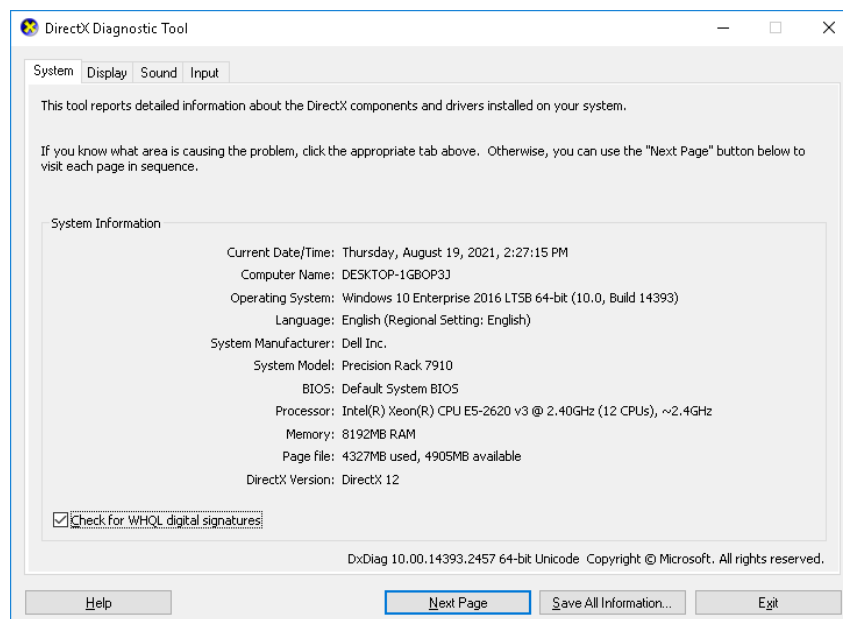 DirectX Diagnostic Tool
System Display Sound Input
This tool reports detailed information about the DirectX components and drivers installed on your system.
If you know what area is causing the problem, click the appropriate tab above.  Otherwise, you can use the "Next Page" button below to
visit each page in sequence.
System Information
Current Date/Time: Thursday, August 19, 2021, 2:27:15 PM
Computer Name: DESKTOP-1GBOP3J
Operating System: Windows 10 Enterprise 2016 LTSB 64-bit (10.0, Build 14393)
Language: English (Regional Setting: English)
System Manufacturer: Dell Inc.
System Model: Precision Rack 7910
BIOS: Default System BIOS
Processor: Intel(R) Xeon(R) CPU E5-2620 v3 @ 2.40GHz (12 CPUs), ~2.4GHz
Memory: 8192MB RAM
Page file: 4327MB used, 4905MB available
DirectX Version: DirectX 12
Check for WHQL digital signatures
DxDiag 10.00.14393.2457 64-bit Unicode  Copyright © Microsoft. All rights reserved.
Help Next Page Save All Information... Exit